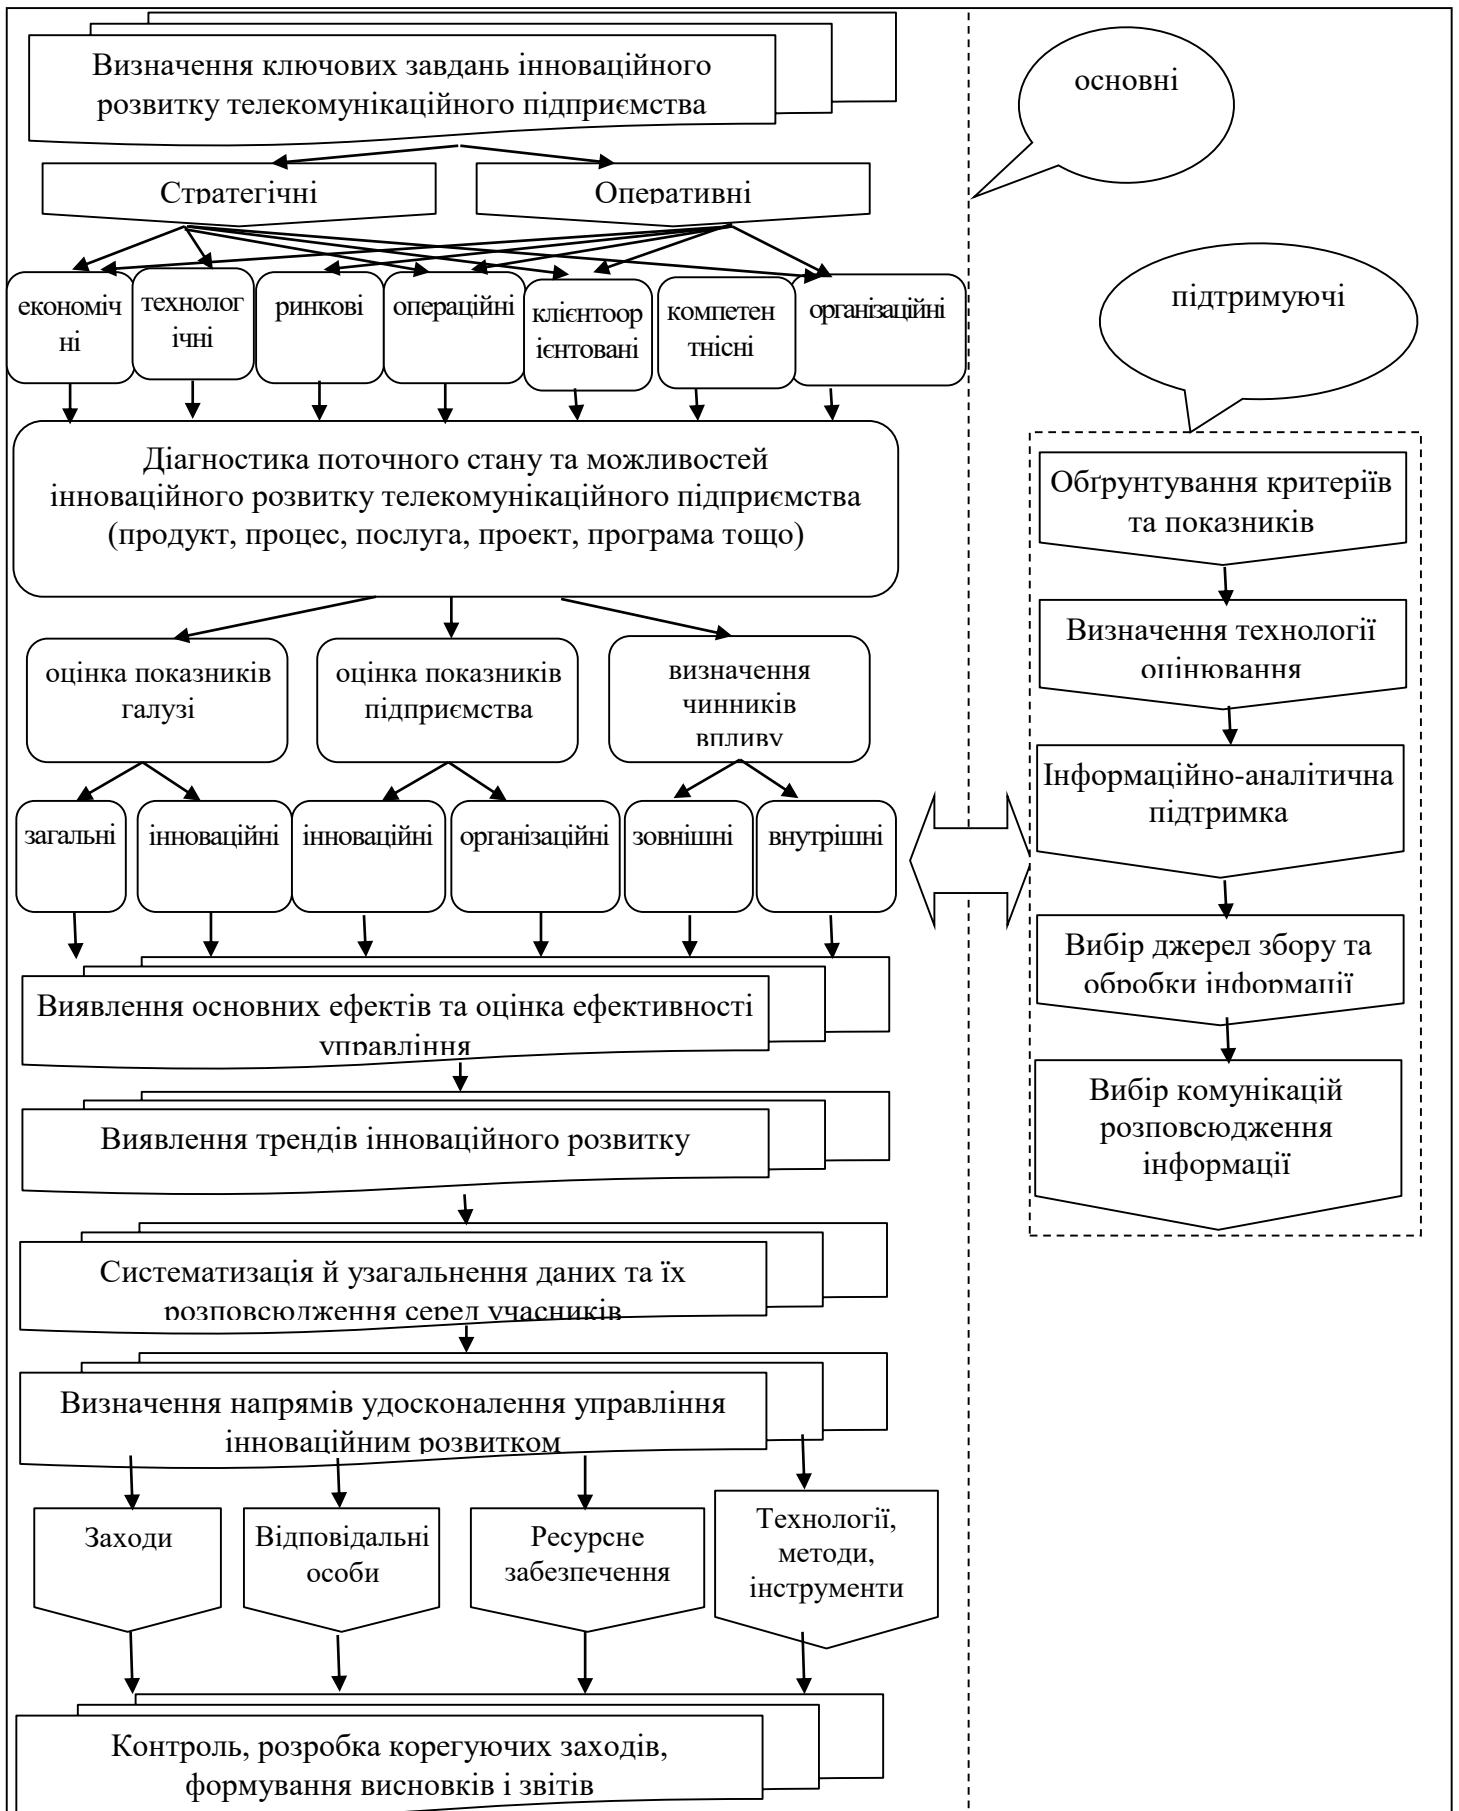 Визначення ключових завдань інноваційного
розвитку телекомунікаційного підприємства
Стратегічні
Оперативні
економіч
ні
технолог
ічні
ринкові
операційні
клієнтоор
ієнтовані
компетен
тнісні
організаційні
Діагностика поточного стану та можливостей
інноваційного розвитку телекомунікаційного підприємства
(продукт, процес, послуга, проект, програма тощо)
оцінка показників
галузі
оцінка показників
підприємства
визначення
чинників
впливу
загальні
інноваційні
інноваційні
організаційні
зовнішні
внутрішні
Виявлення основних ефектів та оцінка ефективності
управління
Виявлення трендів інноваційного розвитку
Систематизація й узагальнення даних та їх
розповсюдження серед учасників
Визначення напрямів удосконалення управління
інноваційним розвитком
Заходи
Відповідальні
особи
Ресурсне
забезпечення
Технології,
методи,
інструменти
Контроль, розробка корегуючих заходів,
формування висновків і звітів
основні
підтримуючі
Обґрунтування критеріїв
та показників
Визначення технології
оцінювання
Інформаційно-аналітична
підтримка
Вибір джерел збору та
обробки інформації
Вибір комунікацій
розповсюдження
інформації